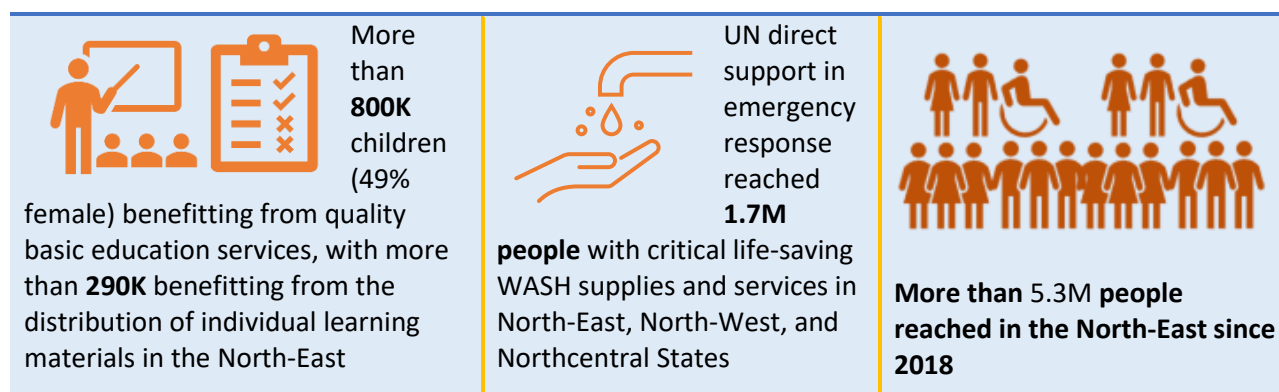 More
than
800K
children
(49%
female) benefitting from quality
basic education services, with more
than 290K benefitting from the
distribution of individual learning
materials in the North-East
UN direct
support in
emergency
response
reached
1.7M
people with critical life-saving
WASH supplies and services in
North-East, North-West, and
Northcentral States
More than 5.3M people
reached in the North-East since
2018